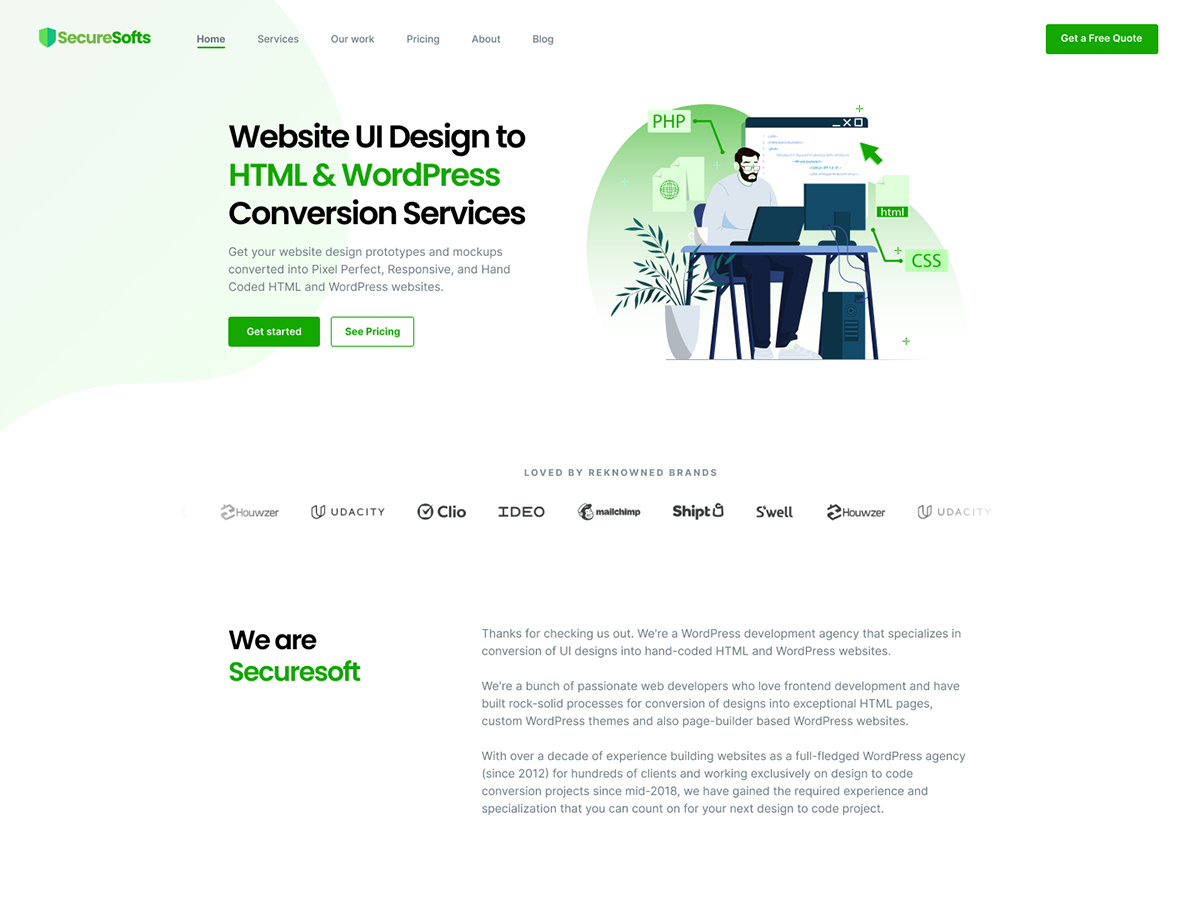 SecureSofts
Home
Services
Our work
Pricing
About
Blog
Get a Free Quote
Website UI Design to
HTML & WordPress
Conversion Services
Get your website design prototypes and mockups
converted into Pixel Perfect, Responsive, and Hand
Coded HTML and WordPress websites.
Get started
See Pricing
PHP
html
CSS
LOVED BY REKNOWNED BRANDS
Houwzer
UDACITY
Clio
IDEO
mailchimp
Shipt
S'well
Houwzer
UDACITY
We are
Securesoft
Thanks for checking us out. We're a WordPress development agency that specializes in
conversion of UI designs into hand-coded HTML and WordPress websites.
We're a bunch of passionate web developers who love frontend development and have
built rock-solid processes for conversion of designs into exceptional HTML pages,
custom WordPress themes and also page-builder based WordPress websites.
With over a decade of experience building websites as a full-fledged WordPress agency
(since 2012) for hundreds of clients and working exclusively on design to code
conversion projects since mid-2018, we have gained the required experience and
specialization that you can count on for your next design to code project.